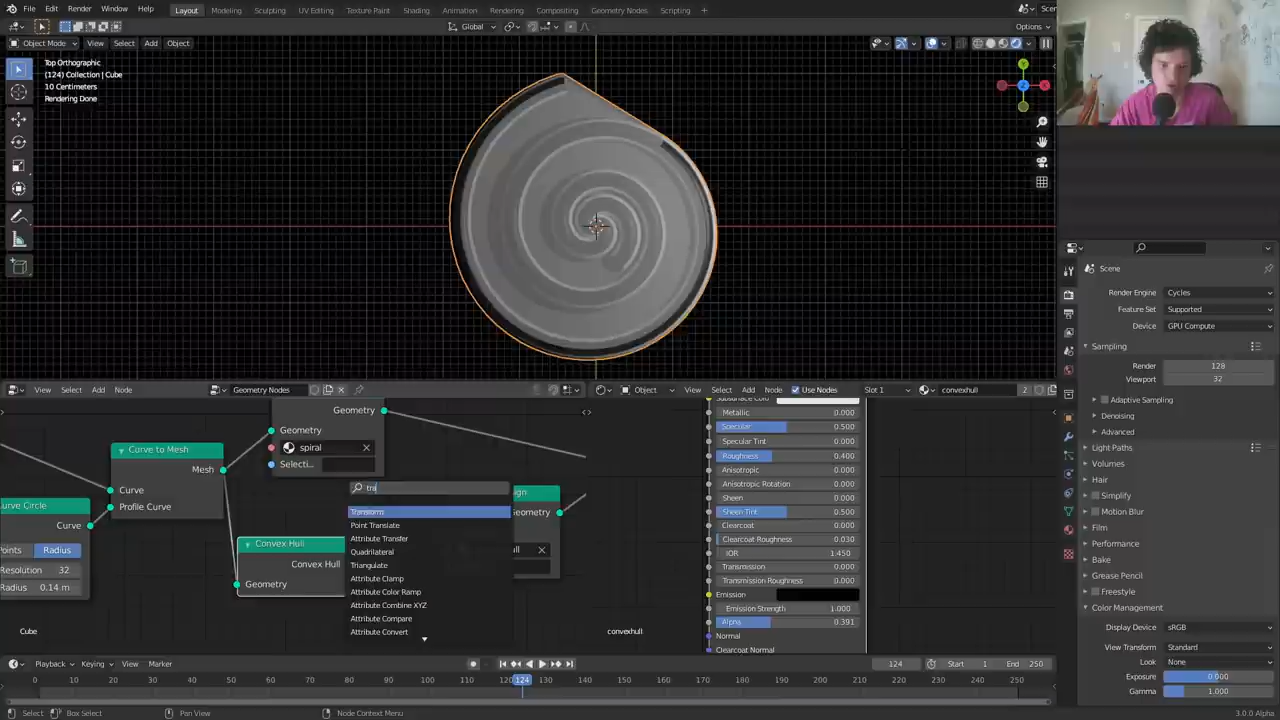 File Edit Render Window Help Layout Modeling Sculpting UV Editing Texture Paint Shading Animation Rendering Compositing Geometry Nodes Scripting +
Global
Options
Object Mode View Select Add Object
Top Orthographic
(124) Collection | Cube
10 Centimeters
Rendering Done
Scene
Render Engine Cycles
Feature Set Supported
Device GPU Compute
Sampling
Render 128
Viewport 32
Adaptive Sampling
Denoising
Advanced
Light Paths
Volumes
Hair
Simplify
Motion Blur
Film
Performance
Bake
Grease Pencil
Freestyle
Color Management
Display Device sRGB
View Transform Standard
Look None
Exposure 0.000
Gamma 1.000
View Select Add Node Geometry Nodes
Object View Select Add Node Use Nodes Slot 1 convexhull 2
Geometry
Geometry
spiral
Selecti...
Curve to Mesh
Mesh
Curve
Profile Curve
urve Circle
Curve
oints Radius
Resolution 32
Radius 0.14 m
Convex Hull
Convex Hull
Geometry
tra
Transform
Point Translate
Attribute Transfer
Quadrilateral
Triangulate
Attribute Clamp
Attribute Color Ramp
Attribute Combine XYZ
Attribute Compare
Attribute Convert
ign
Geometry
ull
Cube
convexhull
Metallic 0.000
Specular 0.500
Specular Tint 0.000
Roughness 0.400
Anisotropic 0.000
Anisotropic Rotation 0.000
Sheen 0.000
Sheen Tint 0.500
Clearcoat 0.000
Clearcoat Roughness 0.030
IOR 1.450
Transmission 0.000
Transmission Roughness 0.000
Emission
Emission Strength 1.000
Alpha 0.391
Normal
Clearcoat Normal
Playback Keying View Marker 124 Start 1 End 250
0 10 20 30 40 50 60 70 80 90 100 110 124 130 140 150 160 170 180 190 200 210 220 230 240 250
Select Box Select Pan View Node Context Menu 3.0.0 Alpha